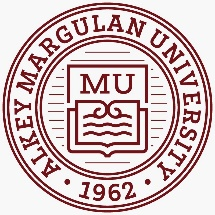 ALKEY MARGULAN UNIVERSITY
MU
• 1962 •